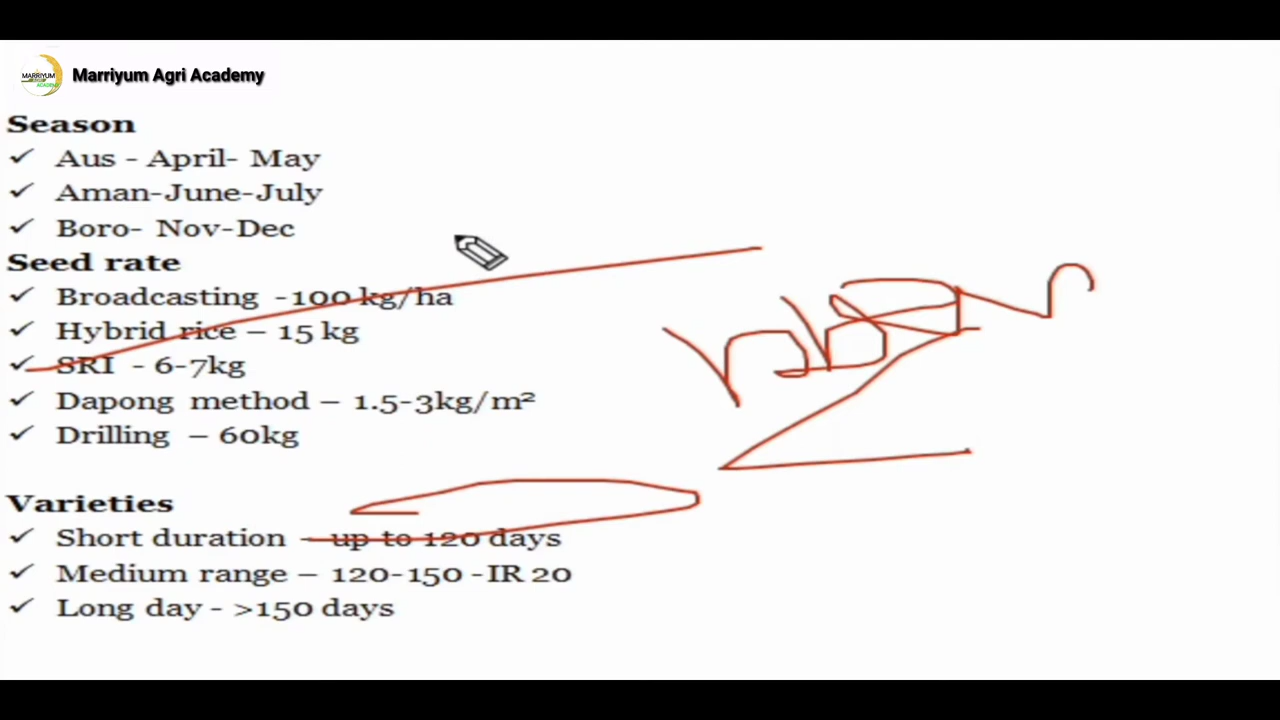 MARRIYUM
ACADEMY
Marriyum Agri Academy
Season
✓ Aus - April- May
✓ Aman-June-July
✓ Boro- Nov-Dec
Seed rate
✓ Broadcasting -100 kg/ha
✓ Hybrid rice – 15 kg
✓ SRI - 6-7kg
✓ Dapong method – 1.5-3kg/m²
✓ Drilling – 60kg
Varieties
✓ Short duration – up to 120 days
✓ Medium range – 120-150 -IR 20
✓ Long day - >150 days